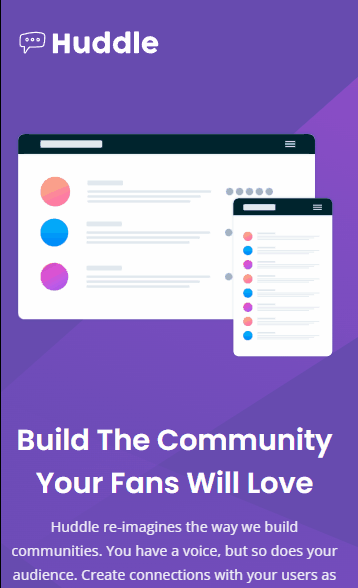 Huddle
Build The Community
Your Fans Will Love
Huddle re-imagines the way we build
communities. You have a voice, but so does your
audience. Create connections with your users as